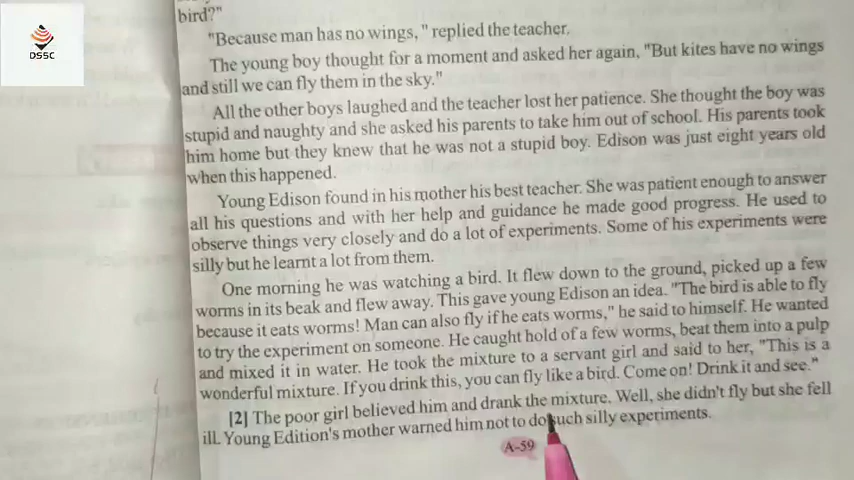 DSSC
bird?"
"Because man has no wings, " replied the teacher.
The young boy thought for a moment and asked her again, "But kites have no wings
and still we can fly them in the sky."
All the other boys laughed and the teacher lost her patience. She thought the boy was
stupid and naughty and she asked his parents to take him out of school. His parents took
him home but they knew that he was not a stupid boy. Edison was just eight years old
when this happened.
Young Edison found in his mother his best teacher. She was patient enough to answer
all his questions and with her help and guidance he made good progress. He used to
observe things very closely and do a lot of experiments. Some of his experiments were
silly but he learnt a lot from them.
One morning he was watching a bird. It flew down to the ground, picked up a few
worms in its beak and flew away. This gave young Edison an idea. "The bird is able to fly
because it eats worms! Man can also fly if he eats worms," he said to himself. He wanted
to try the experiment on someone. He caught hold of a few worms, beat them into a pulp
and mixed it in water. He took the mixture to a servant girl and said to her, "This is a
wonderful mixture. If you drink this, you can fly like a bird. Come on! Drink it and see."
[2] The poor girl believed him and drank the mixture. Well, she didn't fly but she fell
ill. Young Edition's mother warned him not to do such silly experiments.
A-59